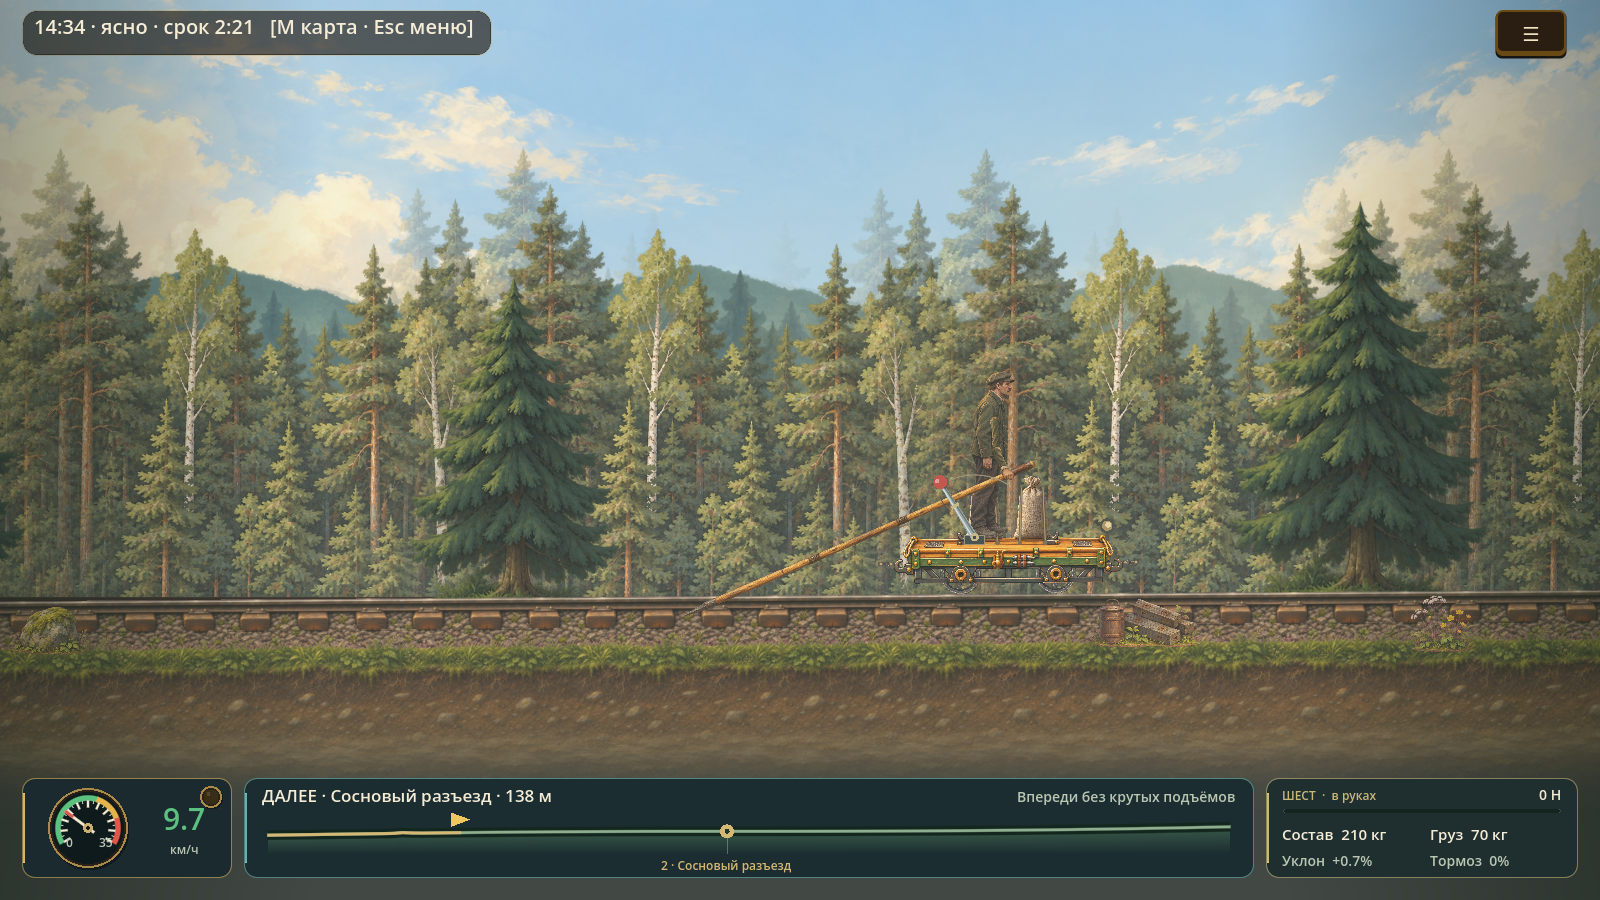 14:34 · ясно · срок 2:21 [M карта · Esc меню]
☰
0 35
9.7
км/ч
ДАЛЕЕ · Сосновый разъезд · 138 м
Впереди без крутых подъёмов
2 · Сосновый разъезд
ШЕСТ · в руках
0 Н
Состав 210 кг
Груз 70 кг
Уклон +0.7%
Тормоз 0%